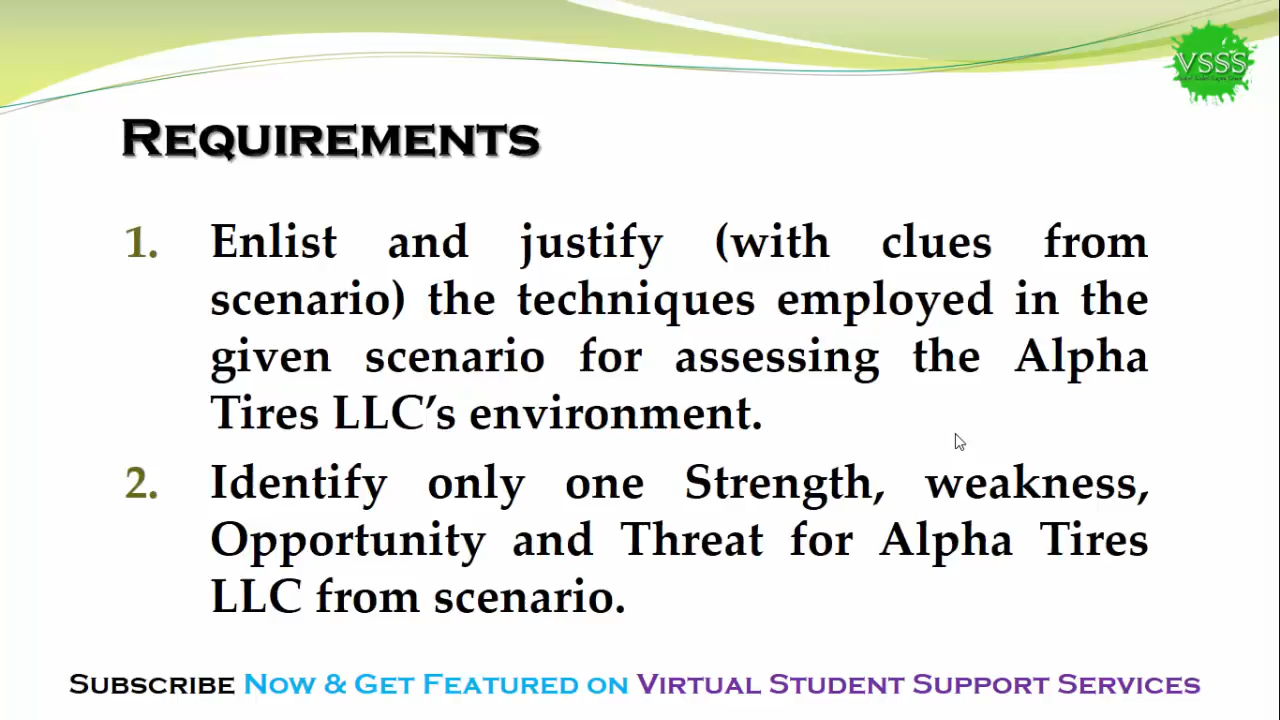 VSSS
REQUIREMENTS
1. Enlist and justify (with clues from
scenario) the techniques employed in the
given scenario for assessing the Alpha
Tires LLC’s environment.
2. Identify only one Strength, weakness,
Opportunity and Threat for Alpha Tires
LLC from scenario.
SUBSCRIBE NOW & GET FEATURED ON VIRTUAL STUDENT SUPPORT SERVICES